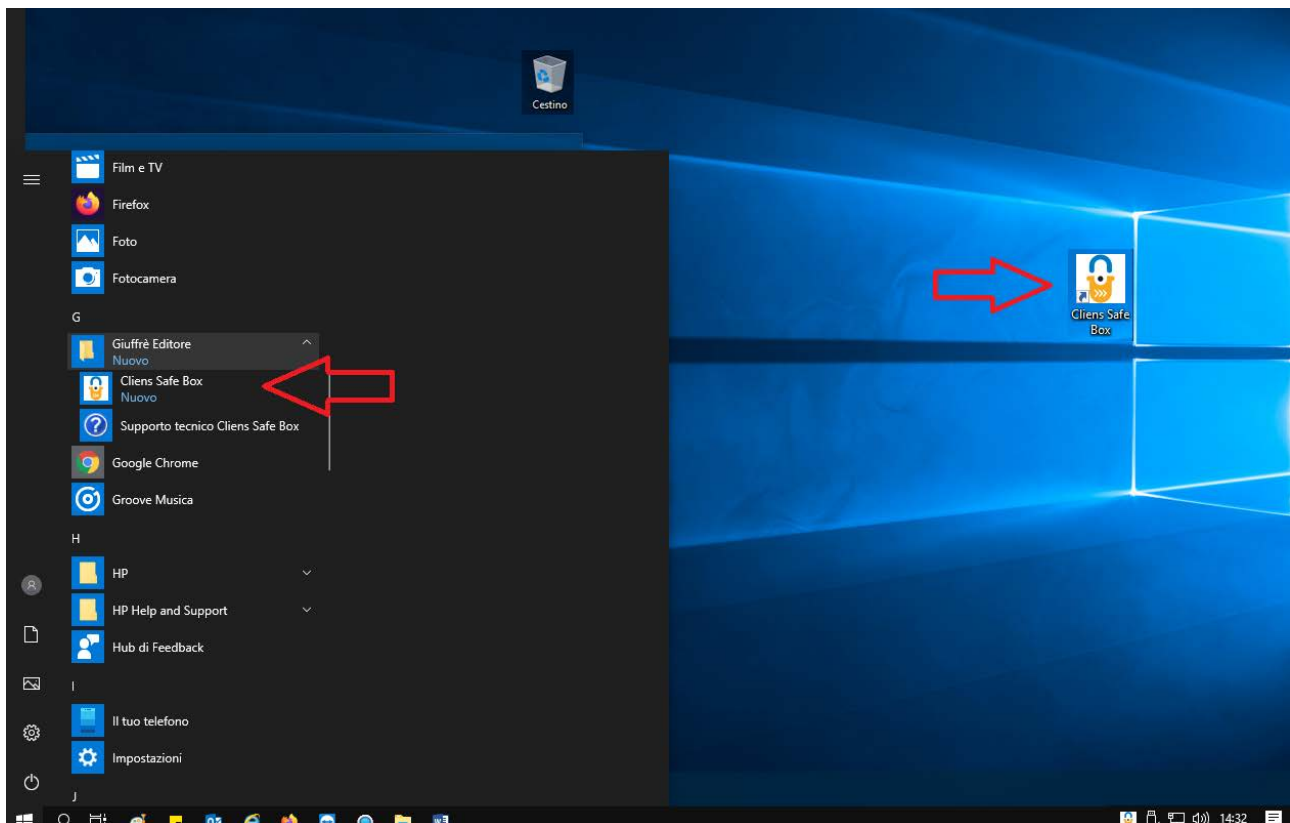 Cestino
Film e TV
Firefox
Foto
Fotocamera
G
Giuffrè Editore
Nuovo
Cliens Safe Box
Nuovo
Supporto tecnico Cliens Safe Box
Google Chrome
Groove Musica
H
HP
HP Help and Support
Hub di Feedback
I
Il tuo telefono
Impostazioni
J
Cliens Safe
Box
14:32